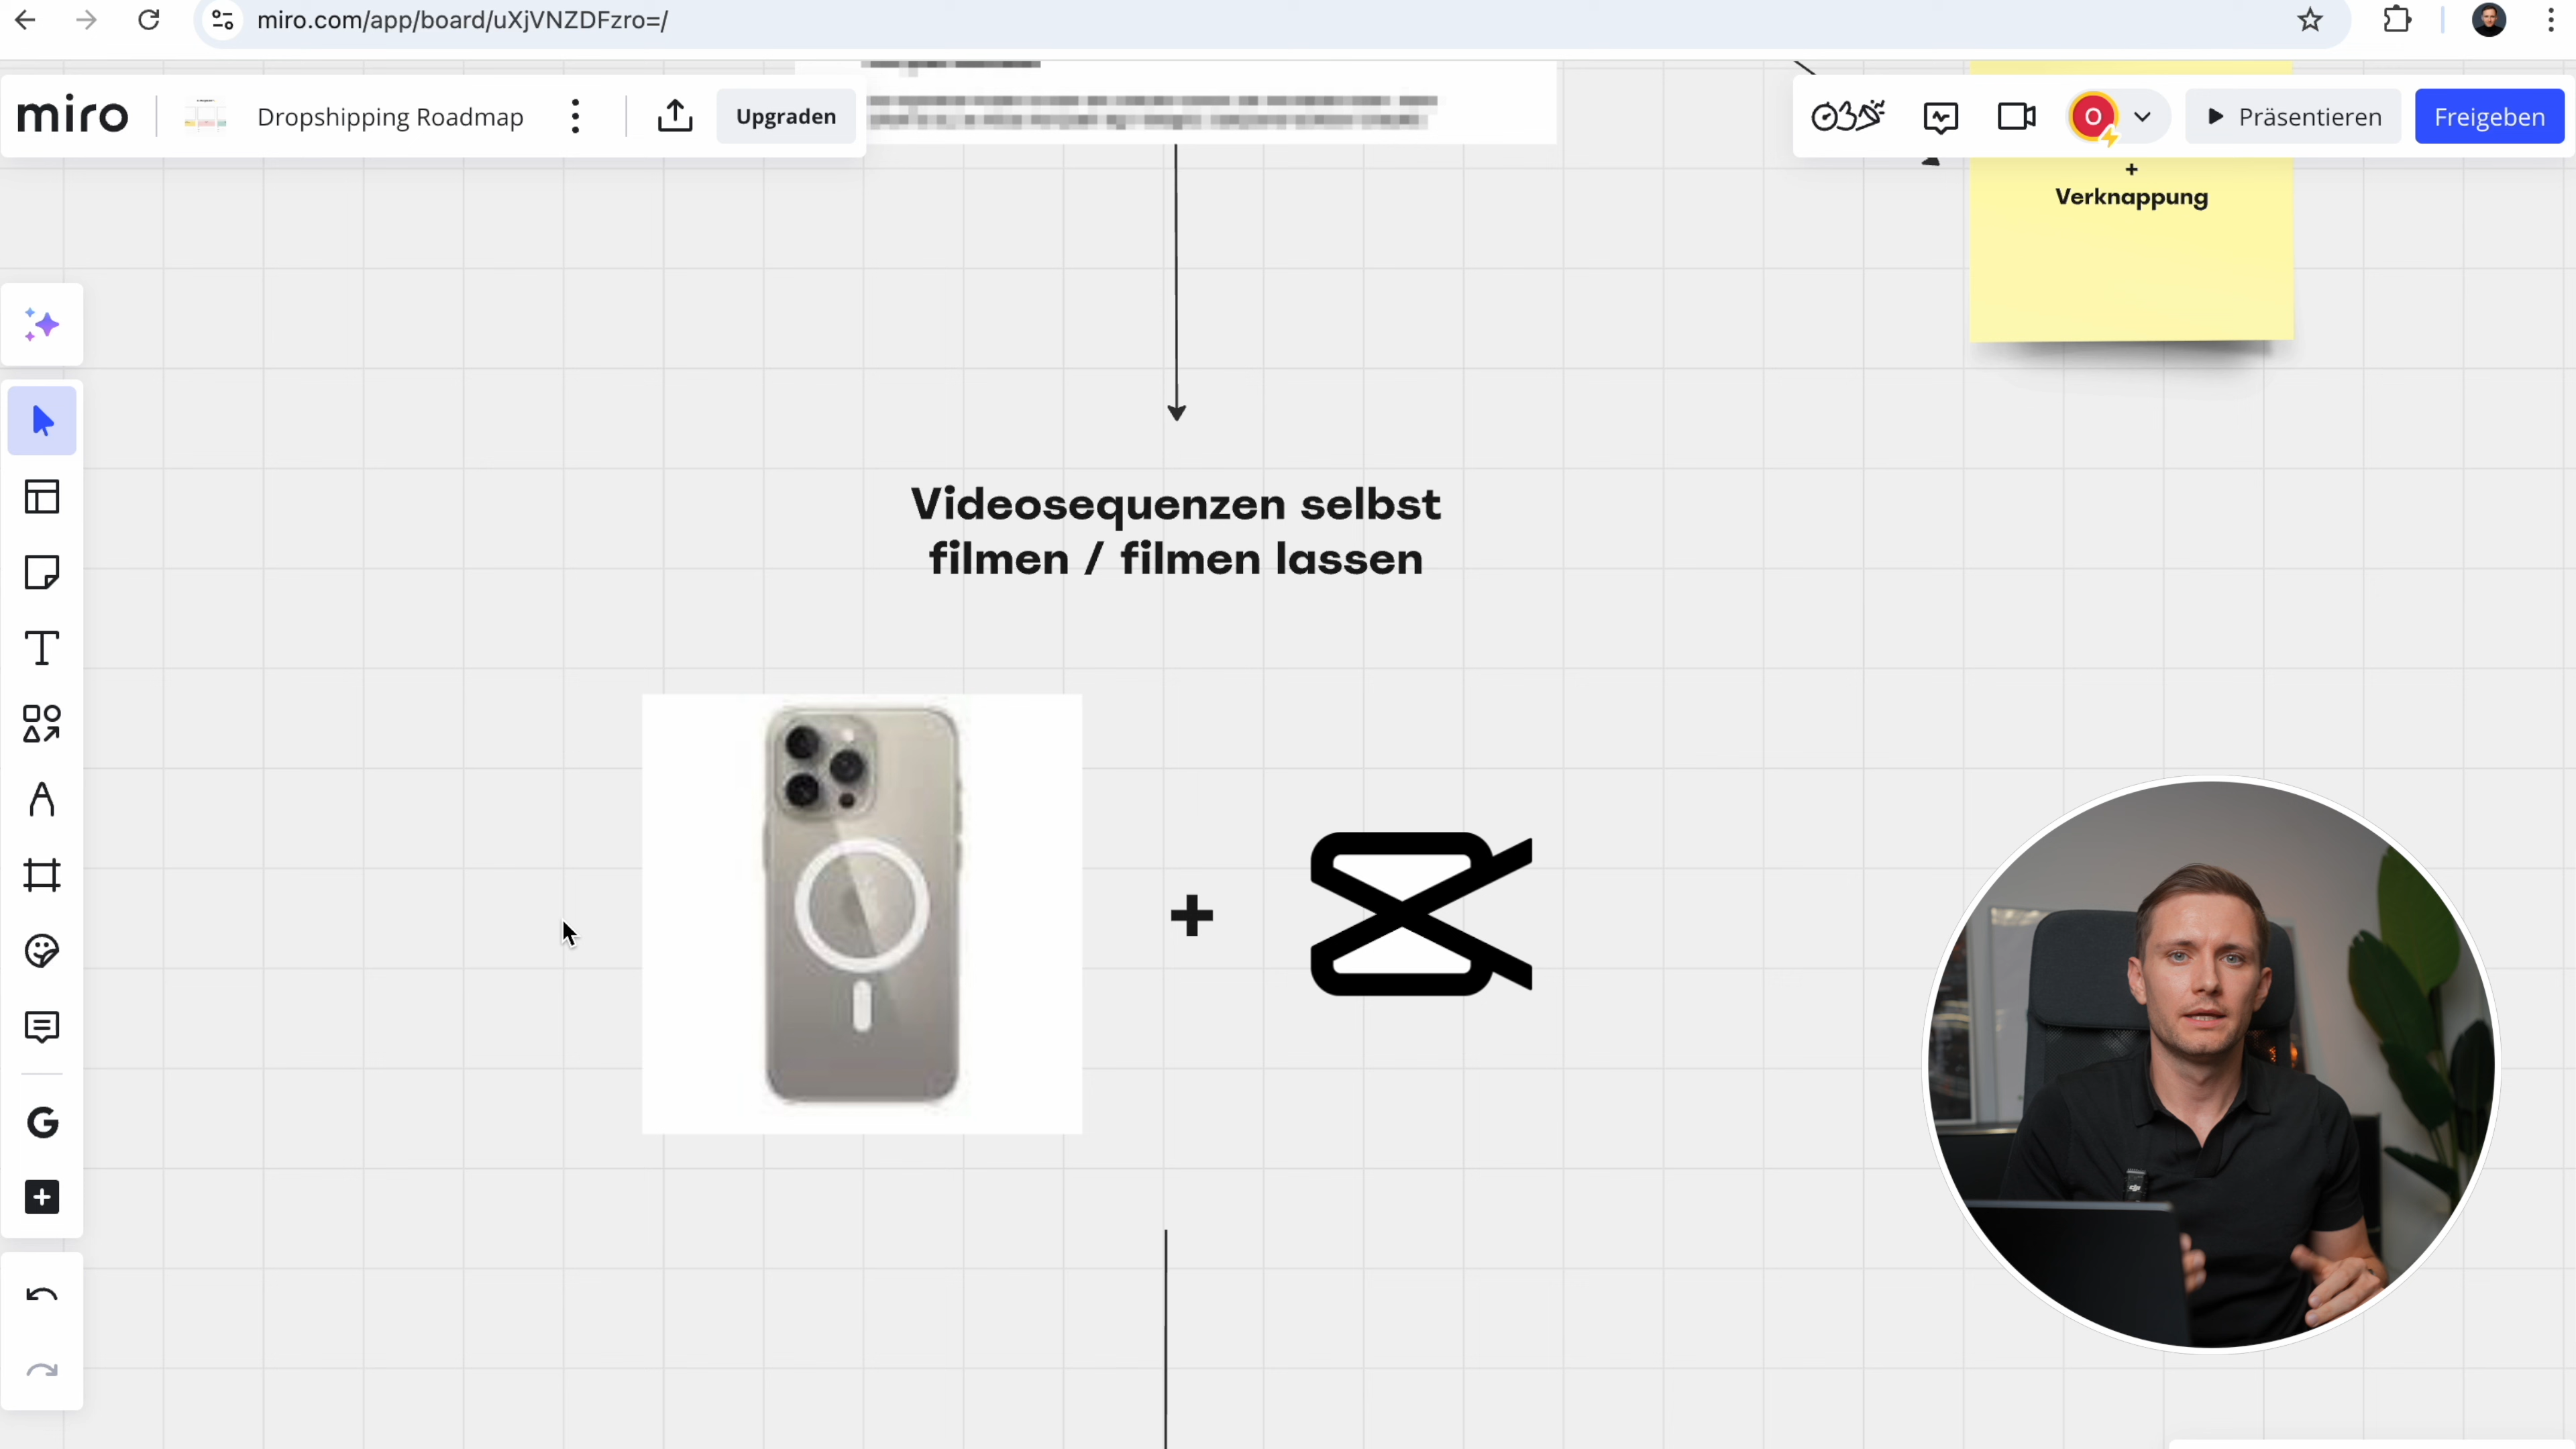 miro.com/app/board/uXjVNZDFzro=/
miro
Dropshipping Roadmap
Upgraden
O
Präsentieren
Freigeben
+
Verknappung
Videosequenzen selbst
filmen / filmen lassen
+